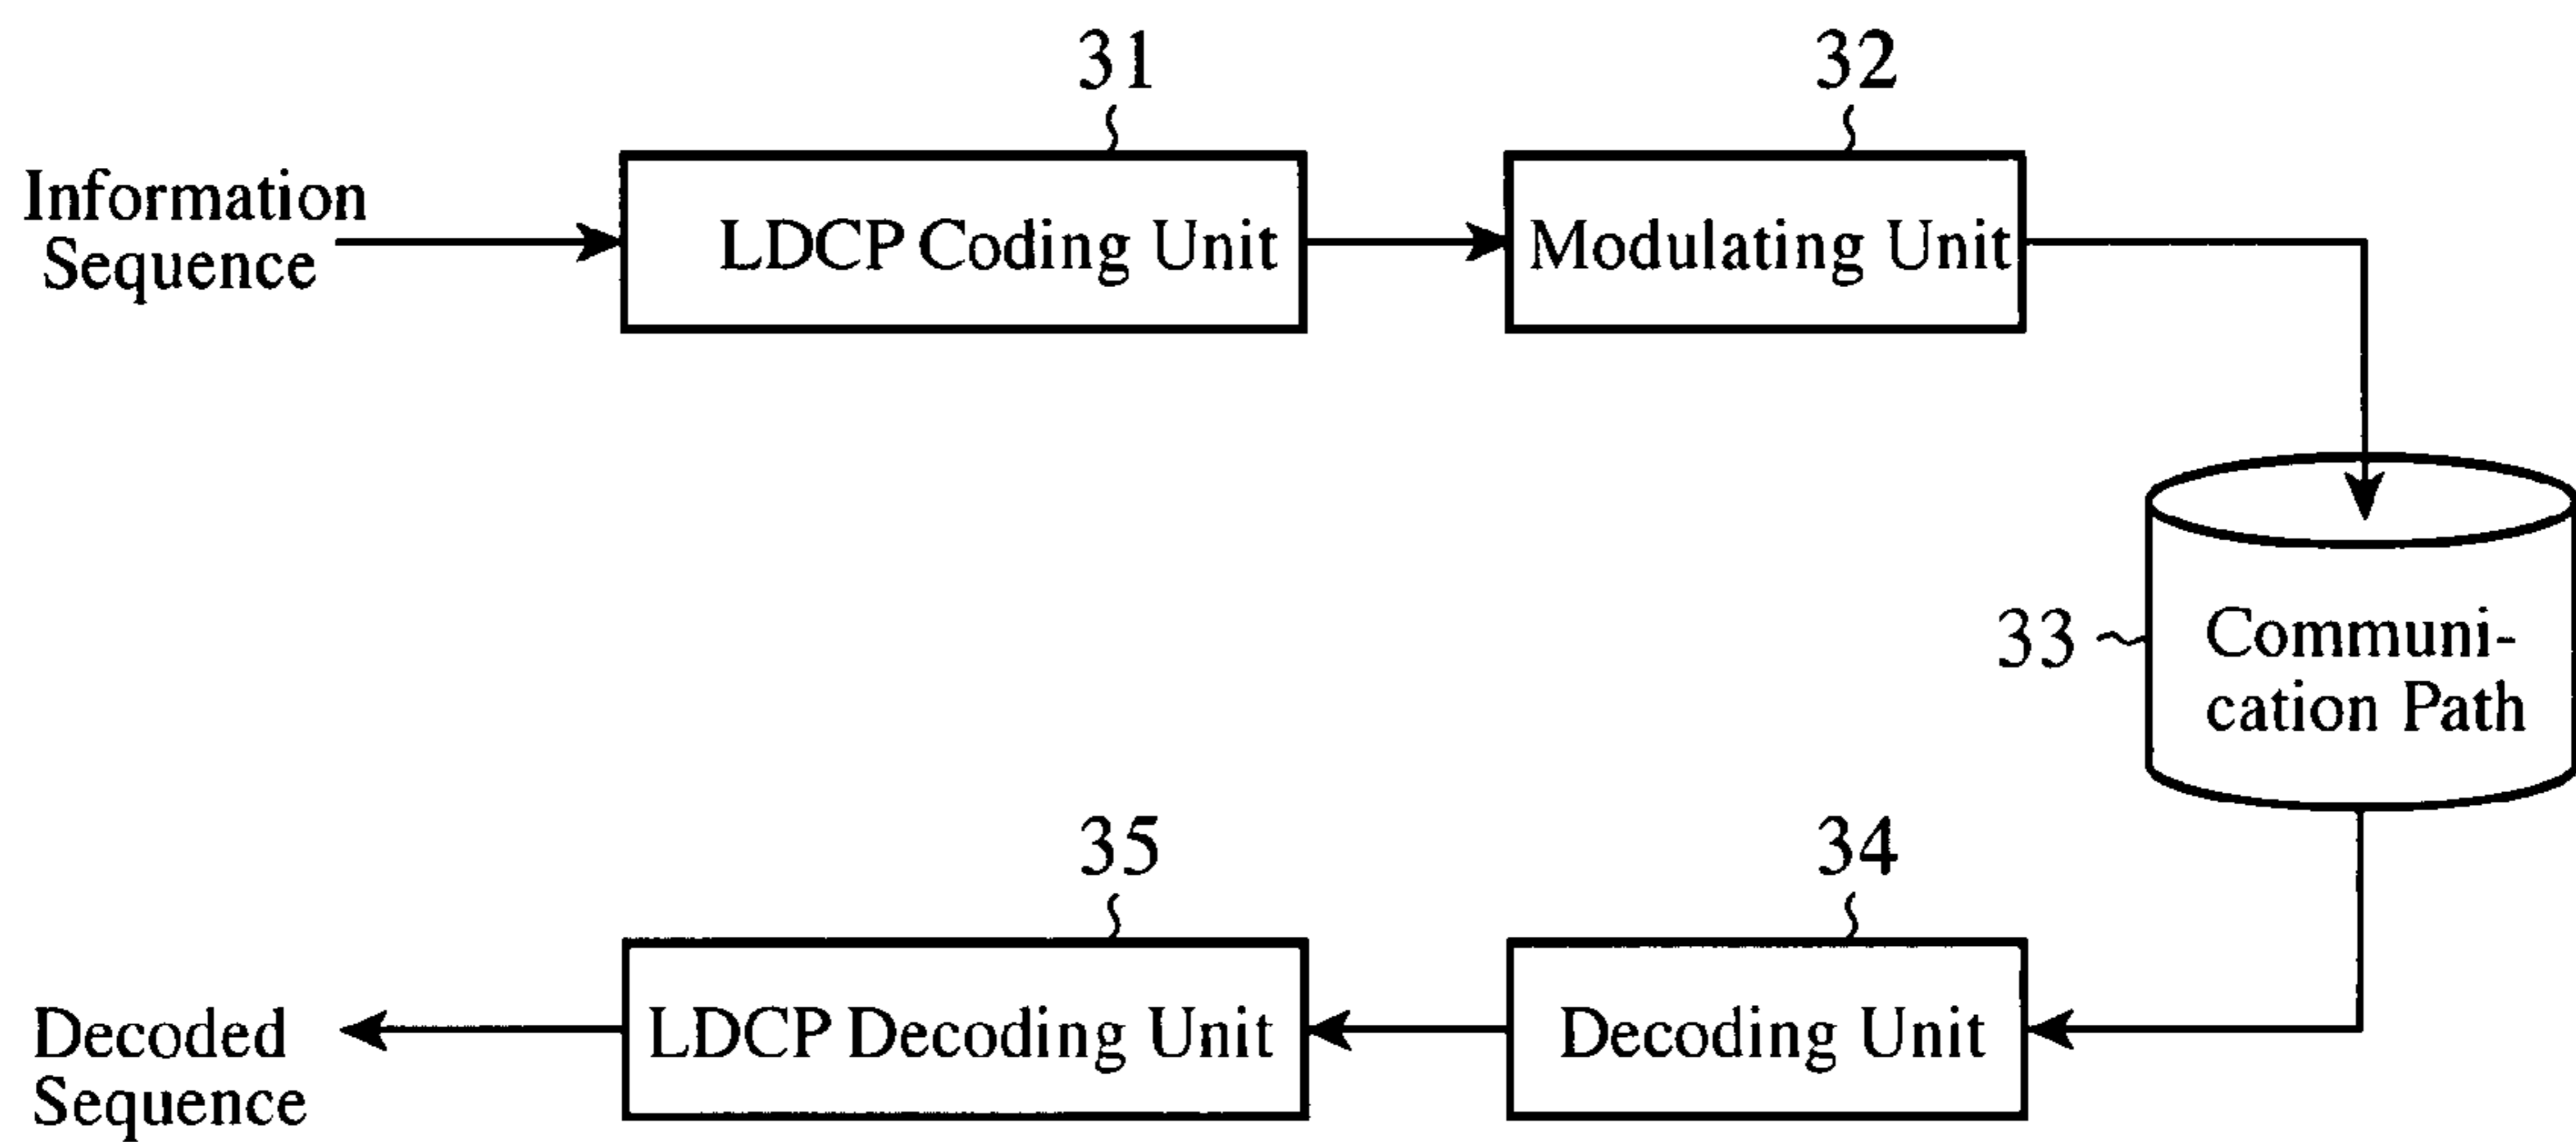 31
32
Information
Sequence
LDCP Coding Unit
Modulating Unit
33
Communi-
cation Path
35
34
Decoded
Sequence
LDCP Decoding Unit
Decoding Unit